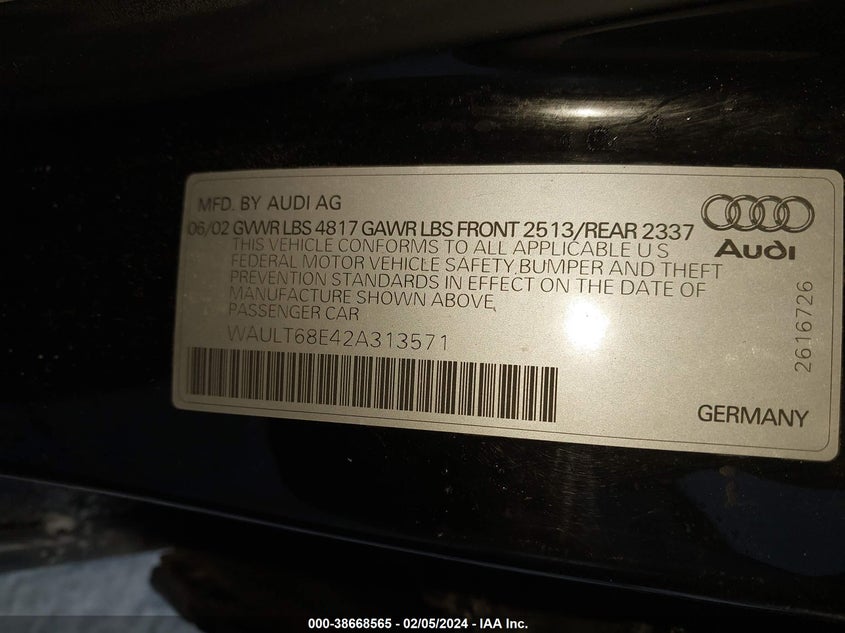 MFD. BY AUDI AG
06/02 GVWR LBS 4817 GAWR LBS FRONT 2513/REAR 2337
THIS VEHICLE CONFORMS TO ALL APPLICABLE U S
FEDERAL MOTOR VEHICLE SAFETY,BUMPER AND THEFT
PREVENTION STANDARDS IN EFFECT ON THE DATE OF
MANUFACTURE SHOWN ABOVE,
PASSENGER CAR
WAULT68E42A313571
Audi
2616726
GERMANY
000-38668565 - 02/05/2024 - IAA Inc.